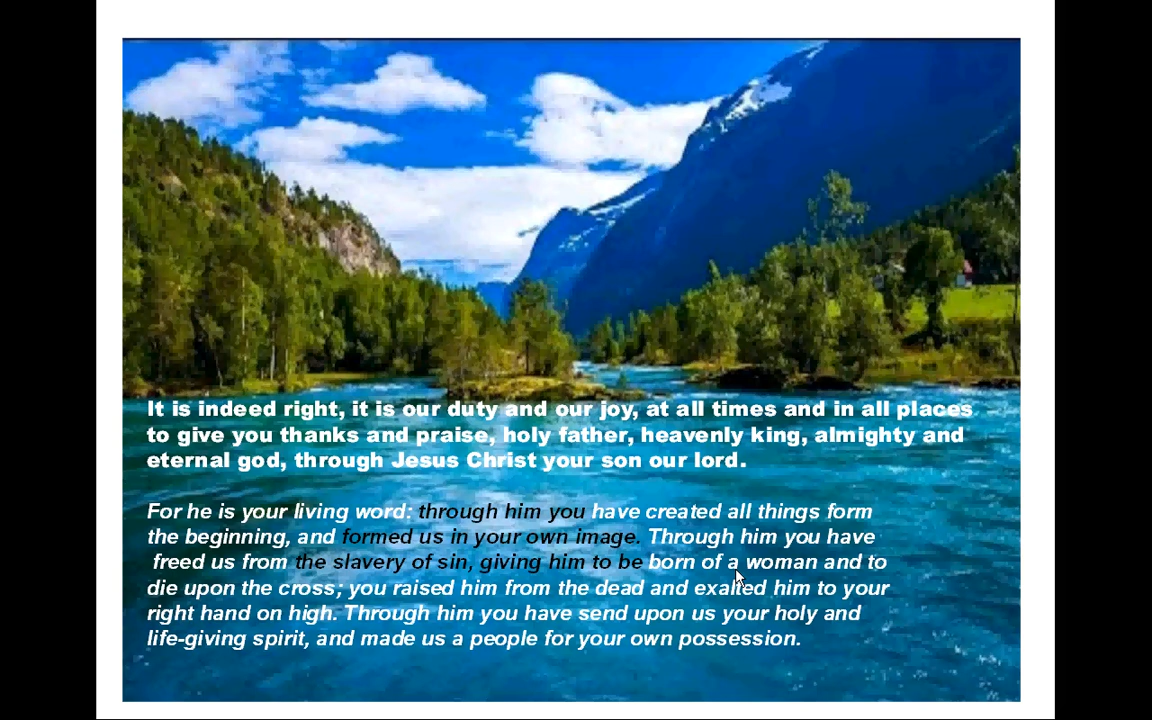 It is indeed right, it is our duty and our joy, at all times and in all places
to give you thanks and praise, holy father, heavenly king, almighty and
eternal god, through Jesus Christ your son our lord.
For he is your living word: through him you have created all things form
the beginning, and formed us in your own image. Through him you have
freed us from the slavery of sin, giving him to be born of a woman and to
die upon the cross; you raised him from the dead and exalted him to your
right hand on high. Through him you have send upon us your holy and
life-giving spirit, and made us a people for your own possession.